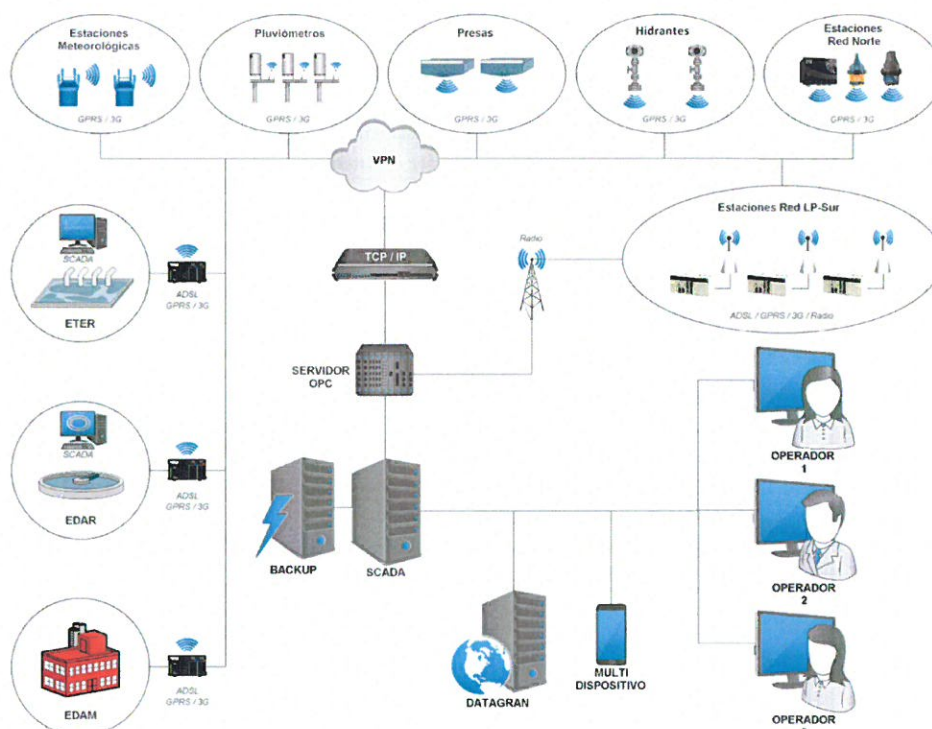 Estaciones
Meteorológicas
GPRS / 3G
Pluviómetros
GPRS / 3G
Presas
GPRS / 3G
Hidrantes
GPRS / 3G
Estaciones
Red Norte
GPRS / 3G
VPN
SCADA
ETER
ADSL
GPRS / 3G
TCP / IP
Radio
Estaciones Red LP-Sur
ADSL / GPRS / 3G / Radio
SERVIDOR
OPC
SCADA
EDAR
ADSL
GPRS / 3G
BACKUP
SCADA
OPERADOR
1
OPERADOR
2
EDAM
ADSL
GPRS / 3G
DATAGRAN
MULTI
DISPOSITIVO
OPERADOR